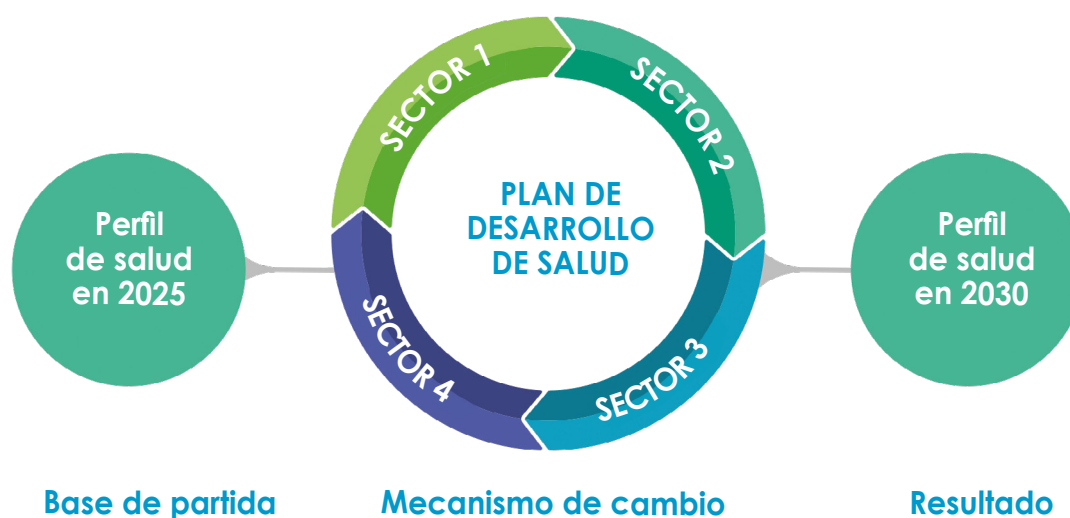 SECTOR 1
SECTOR 2
SECTOR 3
SECTOR 4
PLAN DE
DESARROLLO
DE SALUD
Perfil
de salud
en 2025
Perfil
de salud
en 2030
Base de partida
Mecanismo de cambio
Resultado